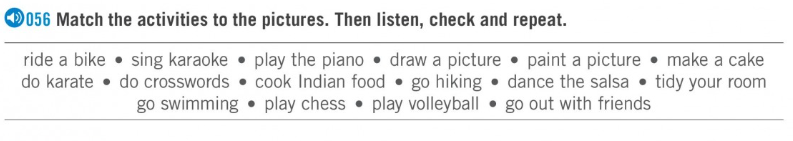 056 Match the activities to the pictures. Then listen, check and repeat.
ride a bike • sing karaoke • play the piano • draw a picture • paint a picture • make a cake
do karate • do crosswords • cook Indian food • go hiking • dance the salsa • tidy your room
go swimming • play chess • play volleyball • go out with friends